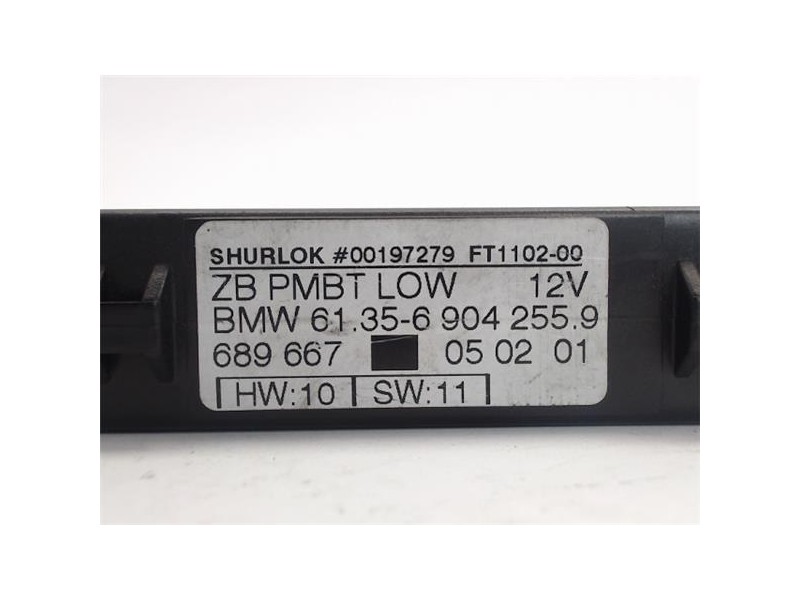 SHURLOK #00197279 FT1102-00
ZB PMBT LOW 12V
BMW 61.35-6 904 255.9
689 667 05 02 01
HW:10 SW:11